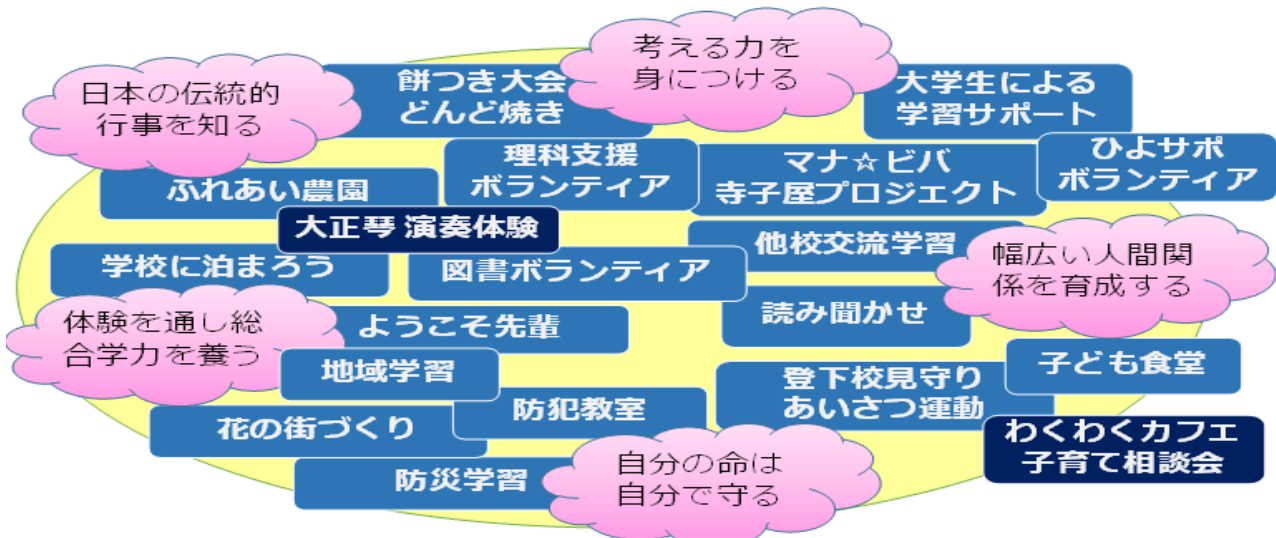 考える力を
身につける
日本の伝統的
行事を知る
餅つき大会
どんど焼き
大学生による
学習サポート
理科支援
ボランティア
マナ☆ビバ
寺子屋プロジェクト
ひよサポ
ボランティア
ふれあい農園
大正琴 演奏体験
他校交流学習
幅広い人間関
係を育成する
学校に泊まろう
図書ボランティア
体験を通し総
合学力を養う
ようこそ先輩
読み聞かせ
地域学習
登下校見守り
あいさつ運動
子ども食堂
花の街づくり
防犯教室
わくわくカフェ
子育て相談会
防災学習
自分の命は
自分で守る